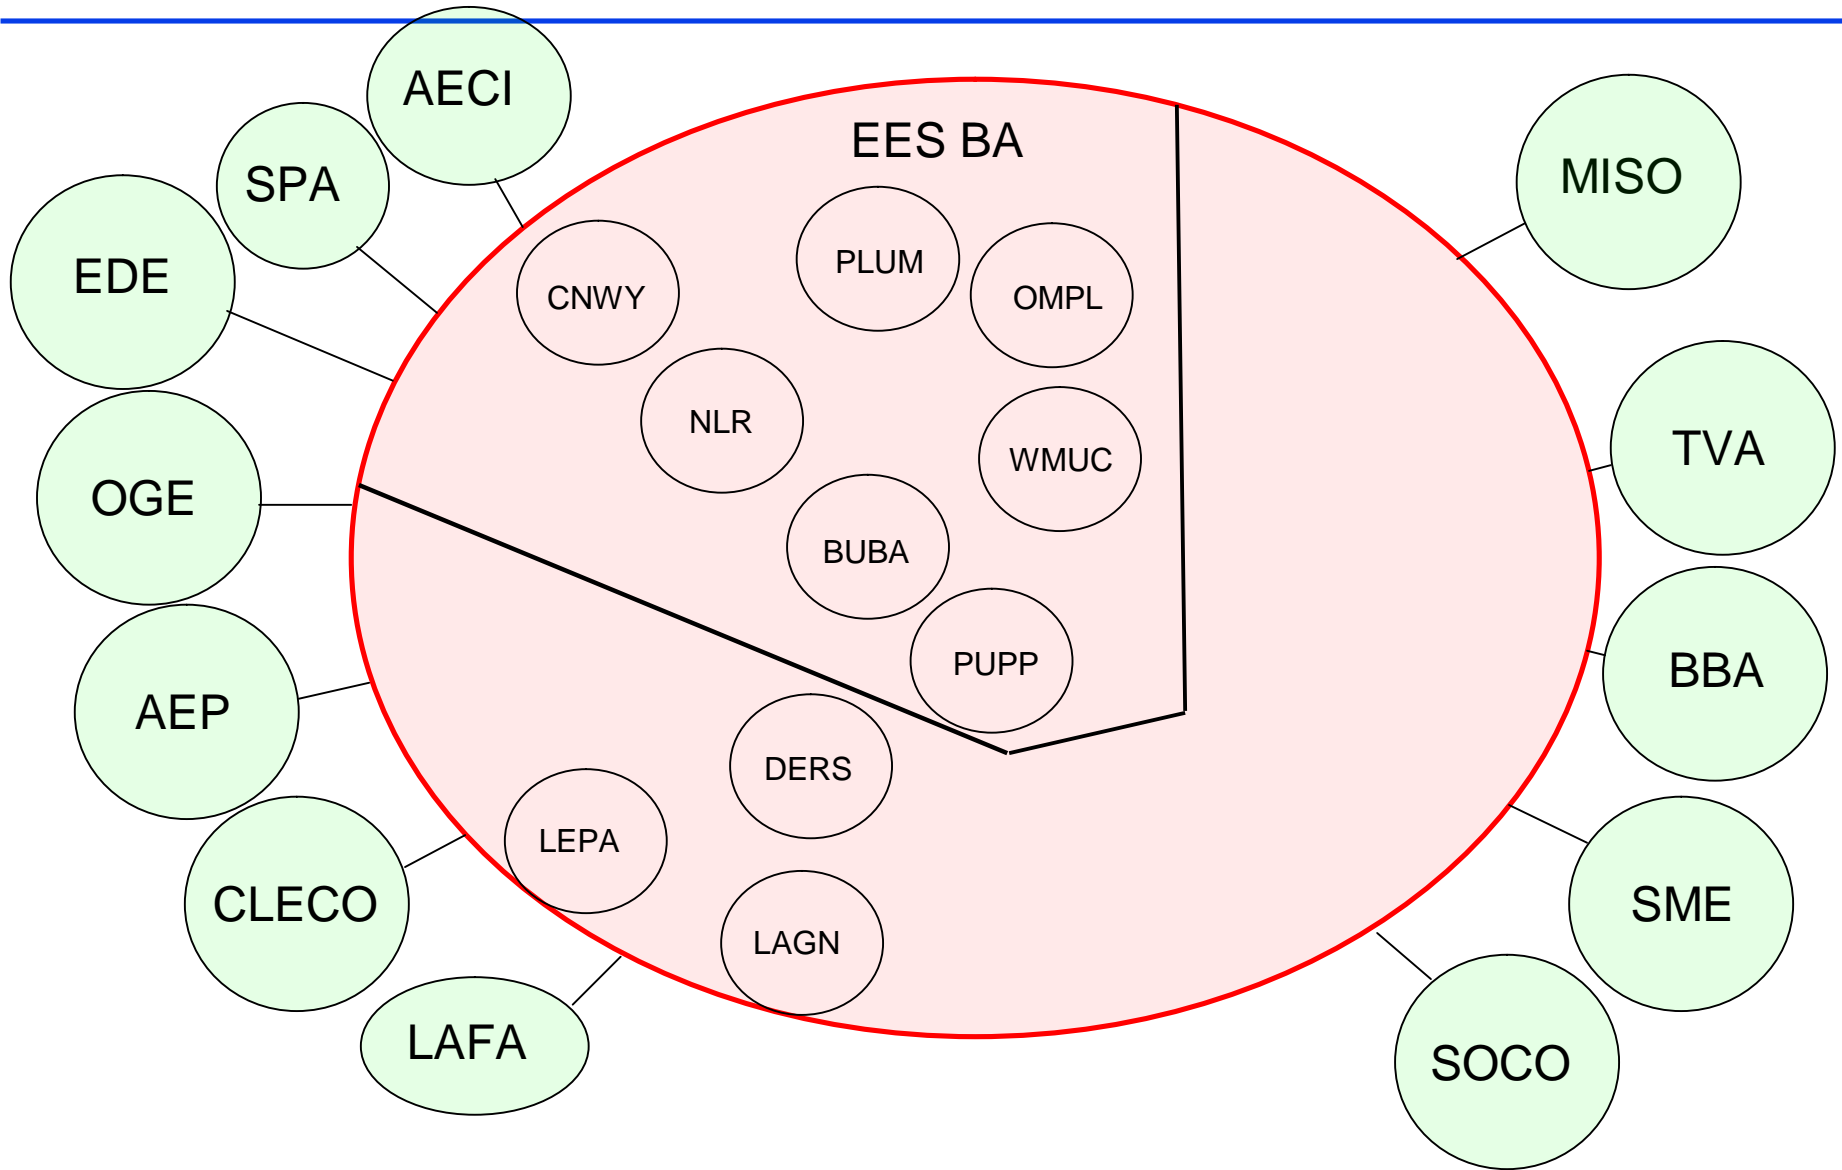 AECI
EES BA
MISO
SPA
PLUM
EDE
CNWY
OMPL
NLR
WMUC
TVA
OGE
BUBA
PUPP
BBA
AEP
DERS
LEPA
CLECO
LAGN
SME
LAFA
SOCO